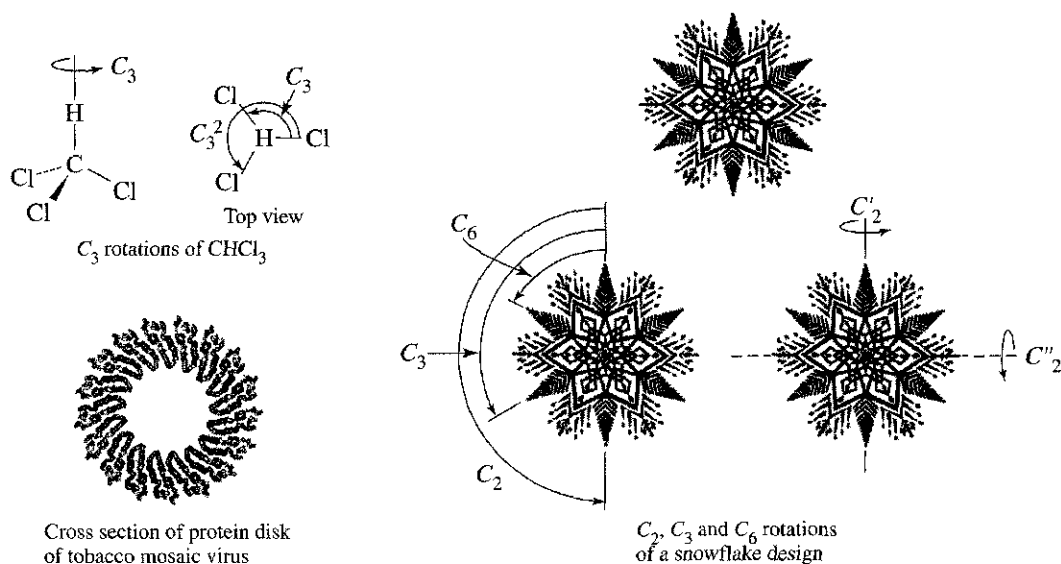 C₃
H
C
Cl
Cl
Cl
C₃
Cl
C₃²
H
Cl
Cl
Top view
C₃ rotations of CHCl₃
Cross section of protein disk
of tobacco mosaic virus
C₆
C₃
C₂
C′₂
C″₂
C₂, C₃ and C₆ rotations
of a snowflake design